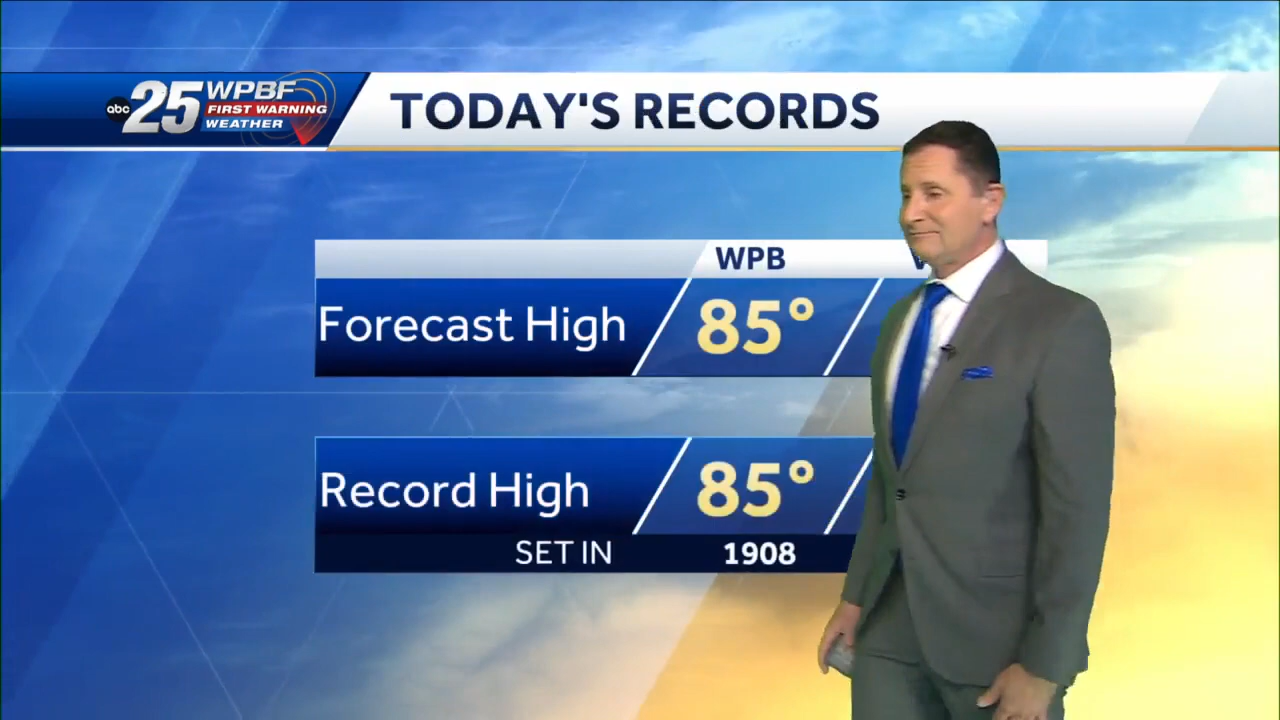 abc 25 WPBF
FIRST WARNING
WEATHER
TODAY'S RECORDS
WPB
Forecast High 85°
Record High 85°
SET IN 1908